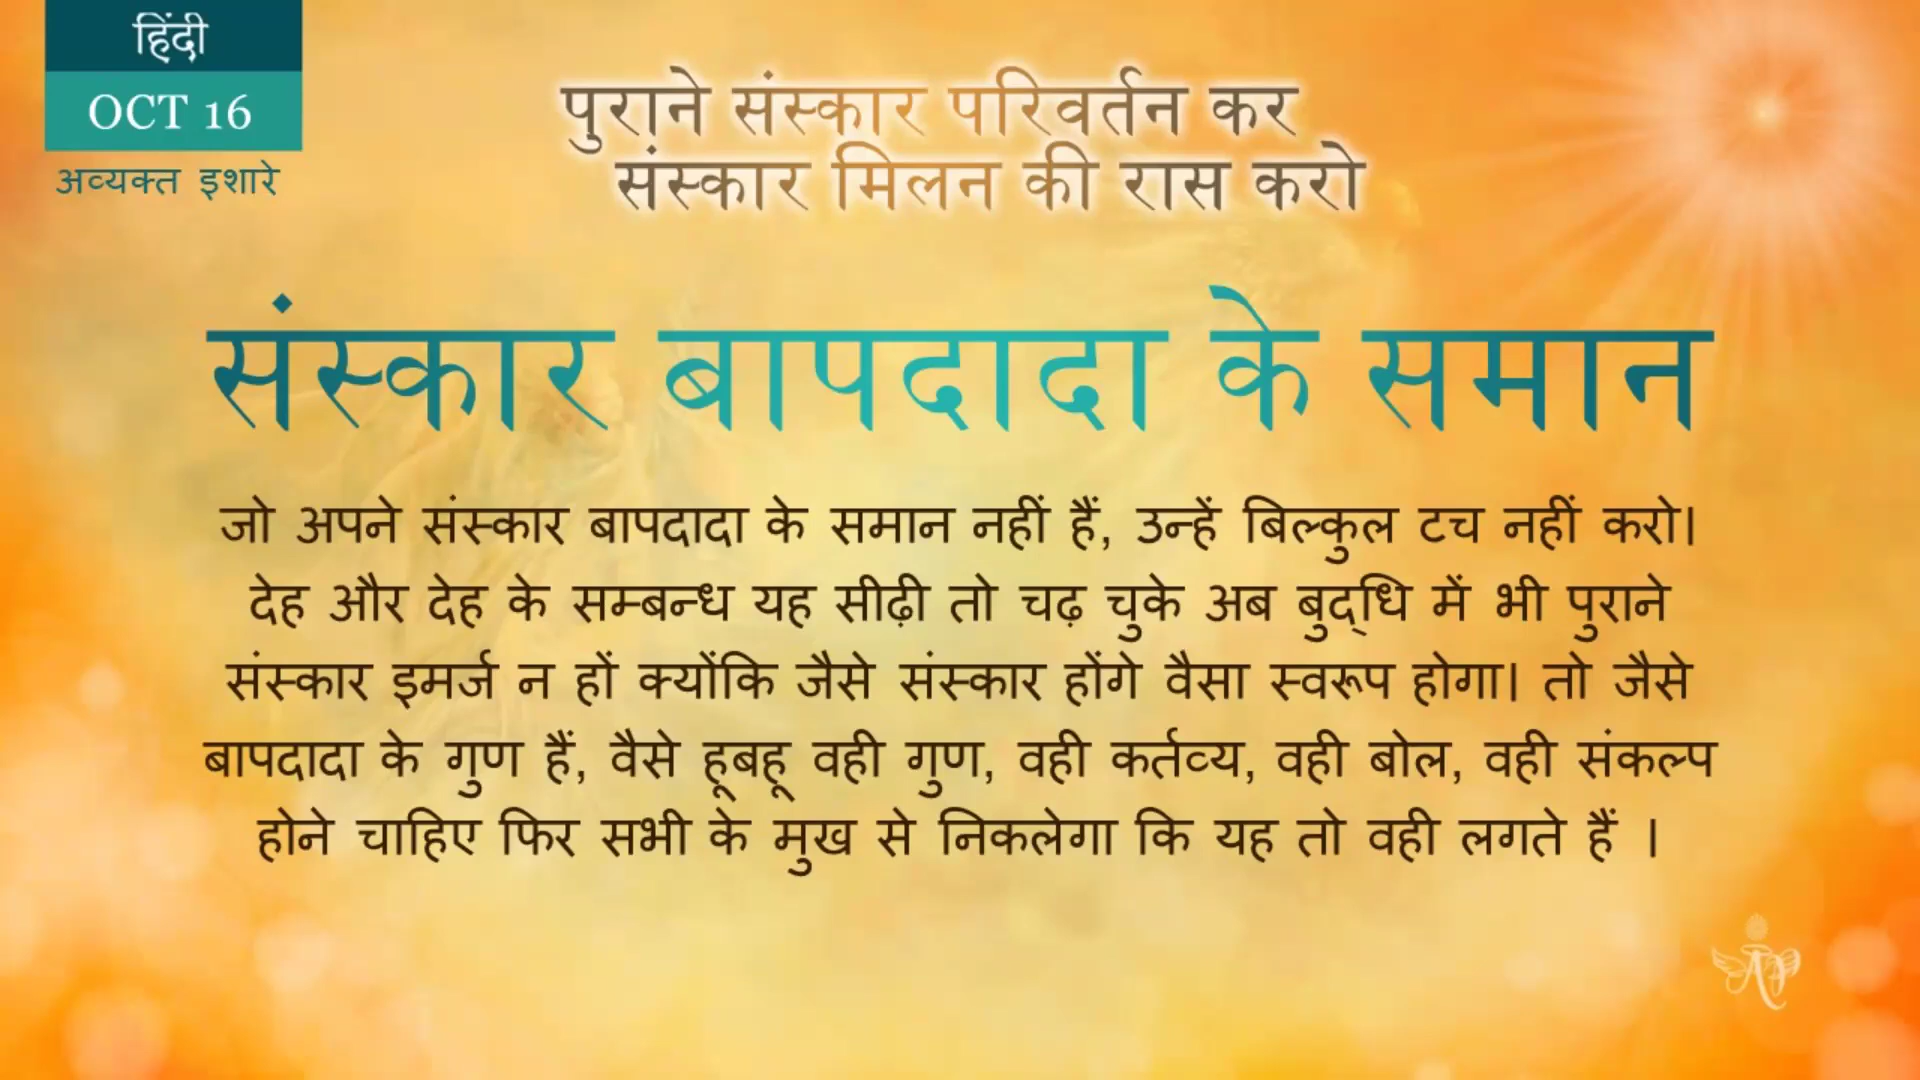 हिंदी
OCT 16
अव्यक्त इशारे
पुराने संस्कार परिवर्तन कर
संस्कार मिलन की रास करो
संस्कार बापदादा के समान
जो अपने संस्कार बापदादा के समान नहीं हैं, उन्हें बिल्कुल टच नहीं करो।
देह और देह के सम्बन्ध यह सीढ़ी तो चढ़ चुके अब बुद्धि में भी पुराने
संस्कार इमर्ज न हों क्योंकि जैसे संस्कार होंगे वैसा स्वरूप होगा। तो जैसे
बापदादा के गुण हैं, वैसे हूबहू वही गुण, वही कर्तव्य, वही बोल, वही संकल्प
होने चाहिए फिर सभी के मुख से निकलेगा कि यह तो वही लगते हैं ।